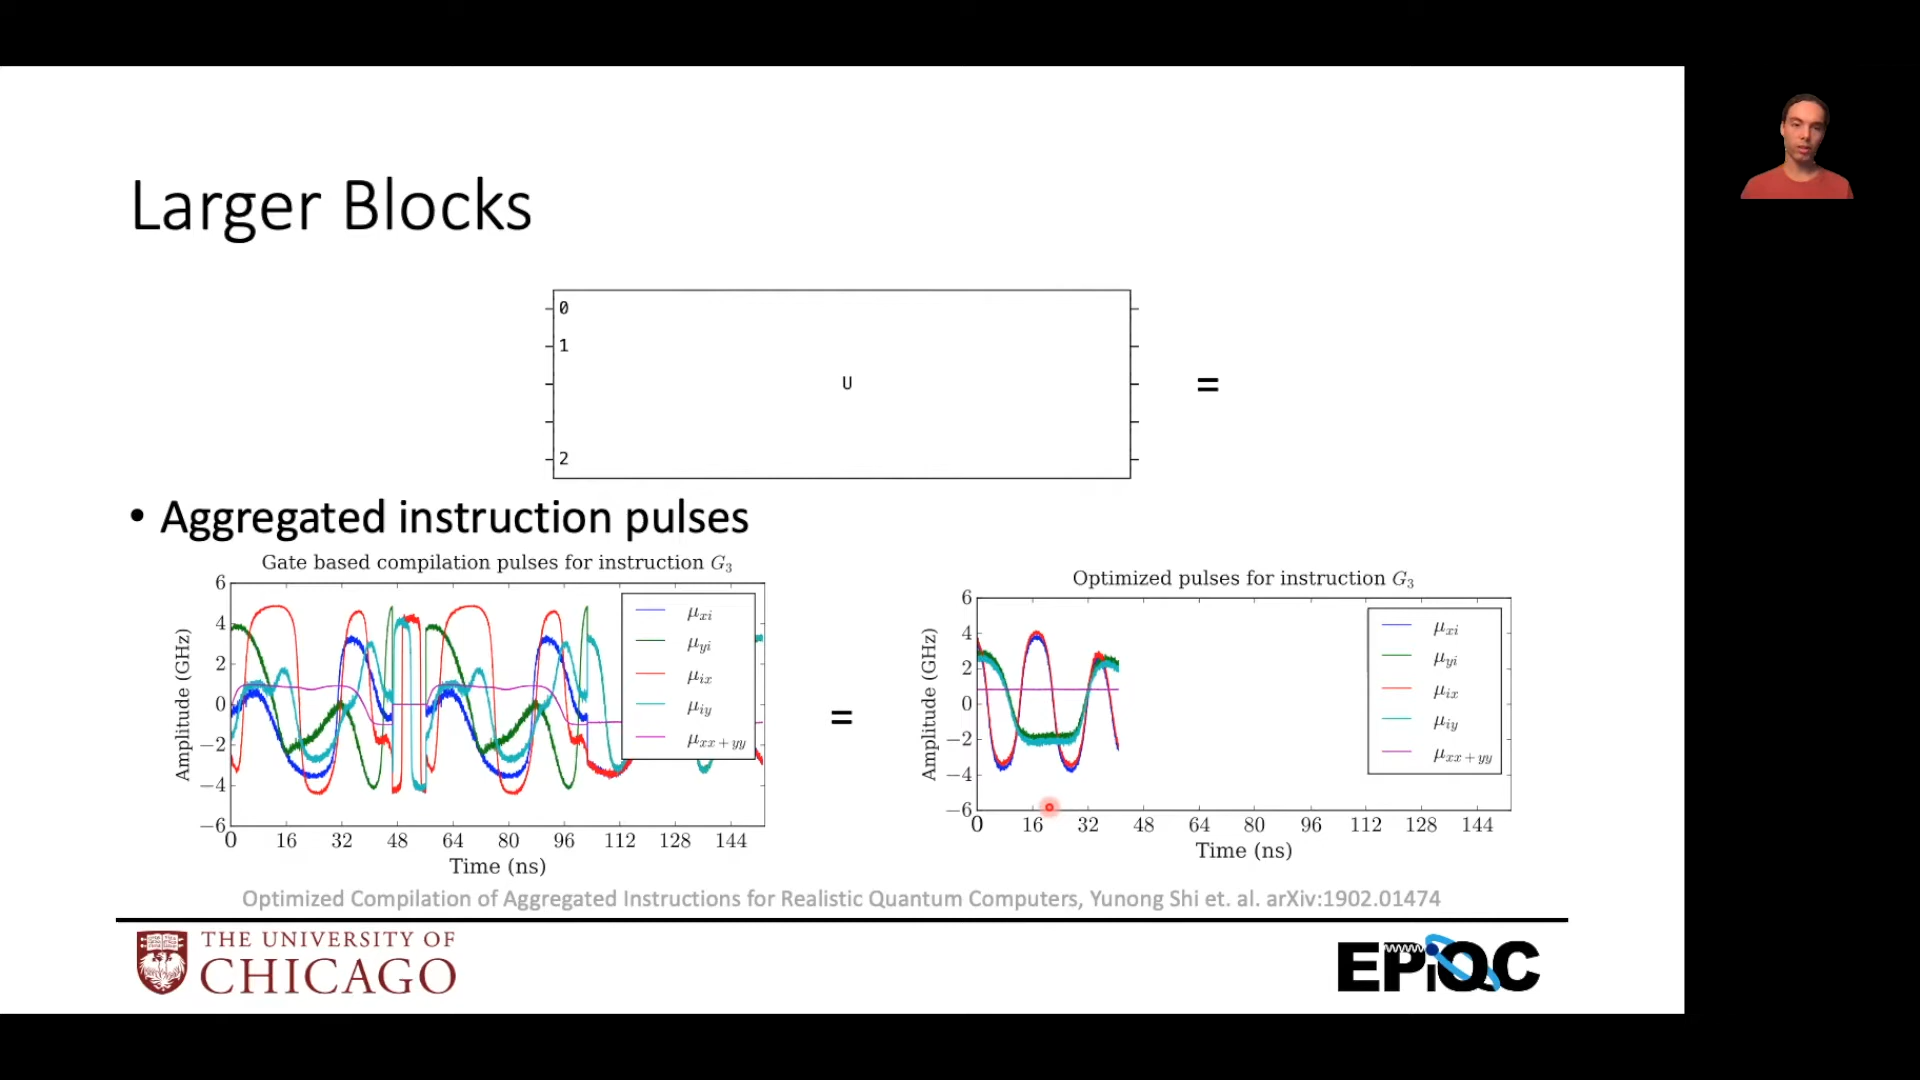 Larger Blocks
0
1
U
=
2
• Aggregated instruction pulses
Gate based compilation pulses for instruction G₃
Amplitude (GHz)
6
4
2
0
−2
−4
−6
μxi
μyi
μix
μiy
μxx+yy
0 16 32 48 64 80 96 112 128 144
Time (ns)
=
Optimized pulses for instruction G₃
Amplitude (GHz)
6
4
2
0
−2
−4
−6
μxi
μyi
μix
μiy
μxx+yy
0 16 32 48 64 80 96 112 128 144
Time (ns)
Optimized Compilation of Aggregated Instructions for Realistic Quantum Computers, Yunong Shi et. al. arXiv:1902.01474
THE UNIVERSITY OF
CHICAGO
EPiQC